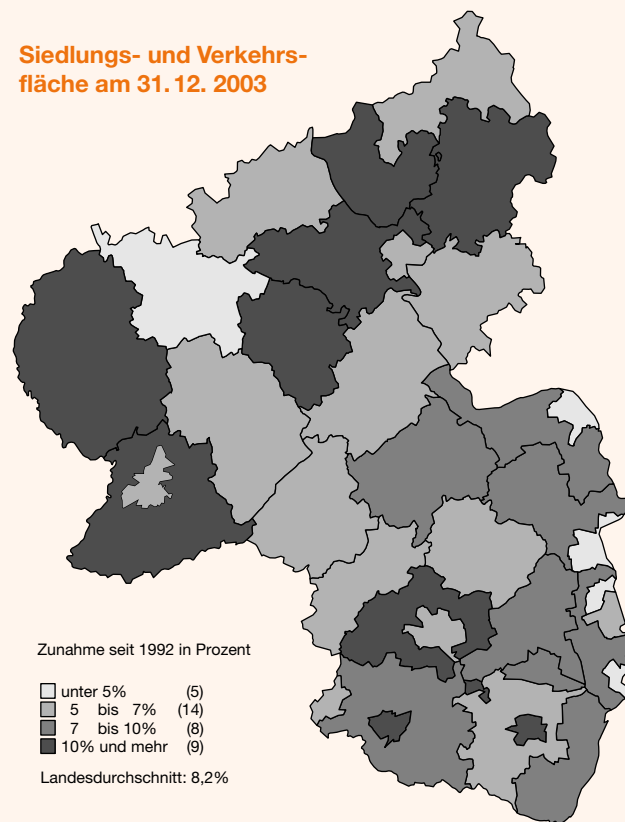 Siedlungs- und Verkehrs-
fläche am 31. 12. 2003
Zunahme seit 1992 in Prozent
unter 5% (5)
5 bis 7% (14)
7 bis 10% (8)
10% und mehr (9)
Landesdurchschnitt: 8,2%